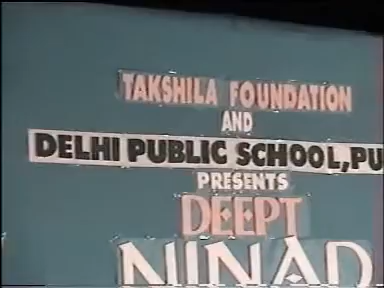 TAKSHILA FOUNDATION
AND
DELHI PUBLIC SCHOOL, PU
PRESENTS
DEEPT
NINAD